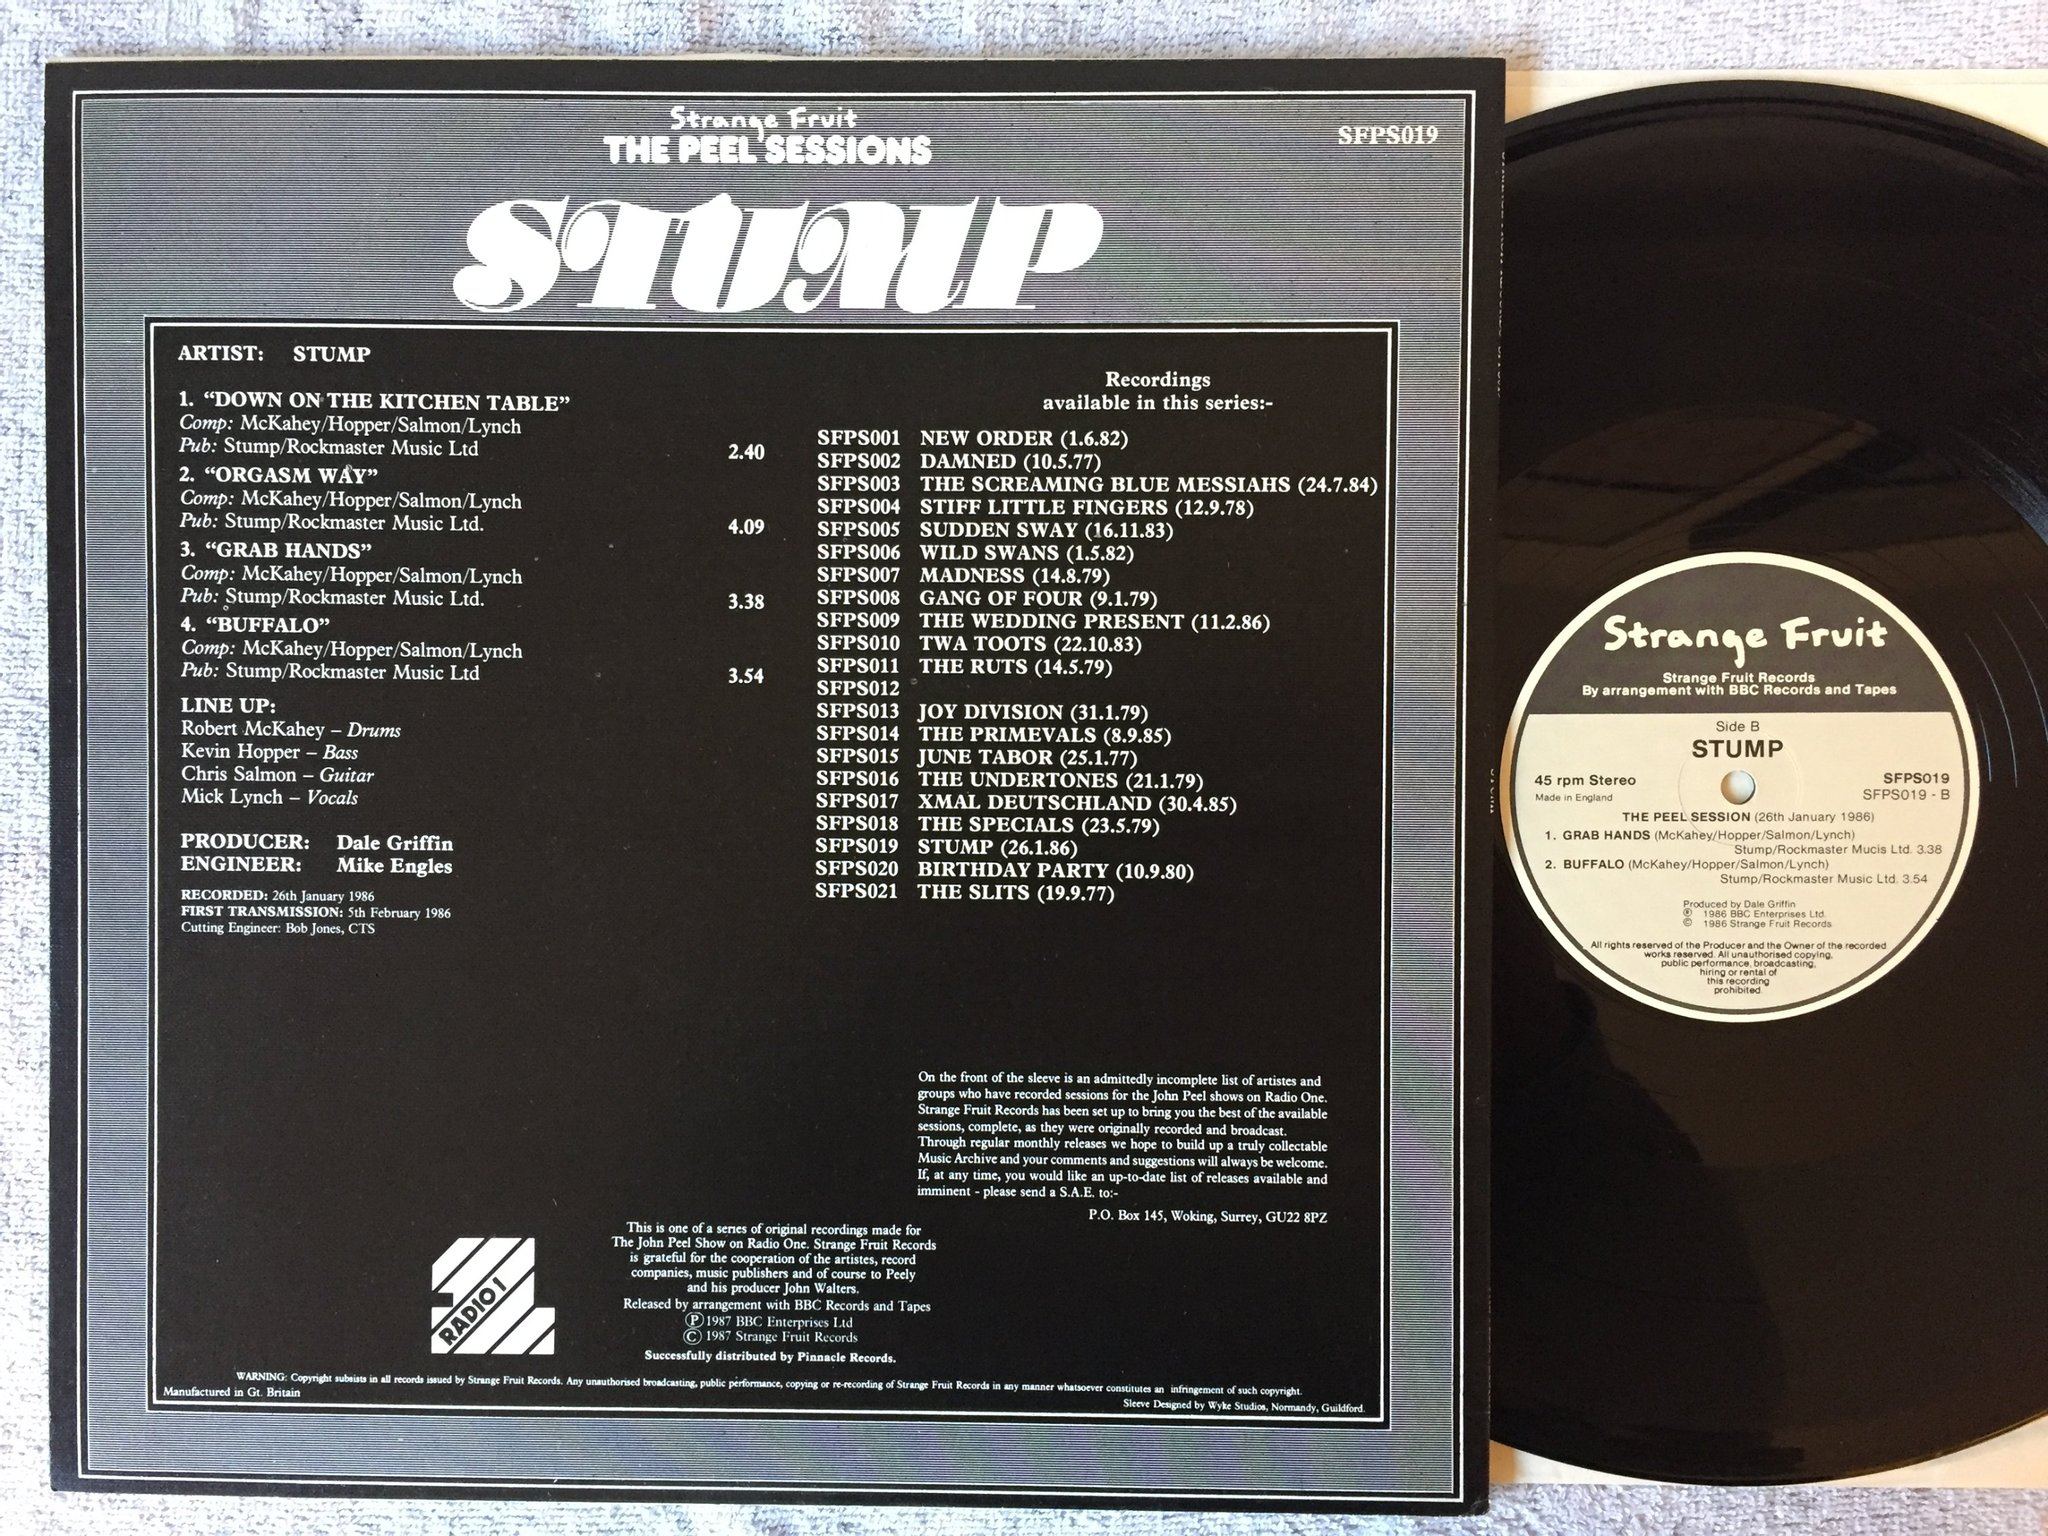 Strange Fruit
THE PEEL SESSIONS
SFPS019
STUMP
ARTIST: STUMP
1. “DOWN ON THE KITCHEN TABLE”
Comp: McKahey/Hopper/Salmon/Lynch
Pub: Stump/Rockmaster Music Ltd 2.40
2. “ORGASM WAY”
Comp: McKahey/Hopper/Salmon/Lynch
Pub: Stump/Rockmaster Music Ltd. 4.09
3. “GRAB HANDS”
Comp: McKahey/Hopper/Salmon/Lynch
Pub: Stump/Rockmaster Music Ltd. 3.38
4. “BUFFALO”
Comp: McKahey/Hopper/Salmon/Lynch
Pub: Stump/Rockmaster Music Ltd 3.54
LINE UP:
Robert McKahey – Drums
Kevin Hopper – Bass
Chris Salmon – Guitar
Mick Lynch – Vocals
PRODUCER: Dale Griffin
ENGINEER: Mike Engles
RECORDED: 26th January 1986
FIRST TRANSMISSION: 5th February 1986
Cutting Engineer: Bob Jones, CTS
Recordings
available in this series:-
SFPS001 NEW ORDER (1.6.82)
SFPS002 DAMNED (10.5.77)
SFPS003 THE SCREAMING BLUE MESSIAHS (24.7.84)
SFPS004 STIFF LITTLE FINGERS (12.9.78)
SFPS005 SUDDEN SWAY (16.11.83)
SFPS006 WILD SWANS (1.5.82)
SFPS007 MADNESS (14.8.79)
SFPS008 GANG OF FOUR (9.1.79)
SFPS009 THE WEDDING PRESENT (11.2.86)
SFPS010 TWA TOOTS (22.10.83)
SFPS011 THE RUTS (14.5.79)
SFPS012
SFPS013 JOY DIVISION (31.1.79)
SFPS014 THE PRIMEVALS (8.9.85)
SFPS015 JUNE TABOR (25.1.77)
SFPS016 THE UNDERTONES (21.1.79)
SFPS017 XMAL DEUTSCHLAND (30.4.85)
SFPS018 THE SPECIALS (23.5.79)
SFPS019 STUMP (26.1.86)
SFPS020 BIRTHDAY PARTY (10.9.80)
SFPS021 THE SLITS (19.9.77)
On the front of the sleeve is an admittedly incomplete list of artistes and
groups who have recorded sessions for the John Peel shows on Radio One.
Strange Fruit Records has been set up to bring you the best of the available
sessions, complete, as they were originally recorded and broadcast.
Through regular monthly releases we hope to build up a truly collectable
Music Archive and your comments and suggestions will always be welcome.
If, at any time, you would like an up-to-date list of releases available and
imminent - please send a S.A.E. to:-
P.O. Box 145, Woking, Surrey, GU22 8PZ
RADIO 1
This is one of a series of original recordings made for
The John Peel Show on Radio One. Strange Fruit Records
is grateful for the cooperation of the artistes, record
companies, music publishers and of course to Peely
and his producer John Walters.
Released by arrangement with BBC Records and Tapes
Ⓟ 1987 BBC Enterprises Ltd
© 1987 Strange Fruit Records
Successfully distributed by Pinnacle Records.
WARNING: Copyright subsists in all records issued by Strange Fruit Records. Any unauthorised broadcasting, public performance, copying or re-recording of Strange Fruit Records in any manner whatsoever constitutes an infringement of such copyright.
Manufactured in Gt. Britain
Sleeve Designed by Wyke Studios, Normandy, Guildford.
Strange Fruit
Strange Fruit Records
By arrangement with BBC Records and Tapes
Side B
STUMP
45 rpm Stereo SFPS019
Made in England SFPS019 - B
THE PEEL SESSION (26th January 1986)
1. GRAB HANDS (McKahey/Hopper/Salmon/Lynch)
Stump/Rockmaster Mucis Ltd. 3.38
2. BUFFALO (McKahey/Hopper/Salmon/Lynch)
Stump/Rockmaster Music Ltd. 3.54
Produced by Dale Griffin
Ⓟ 1986 BBC Enterprises Ltd.
© 1986 Strange Fruit Records
All rights reserved of the Producer and the Owner of the recorded
works reserved. All unauthorised copying,
public performance, broadcasting,
hiring or rental of
this recording
prohibited.